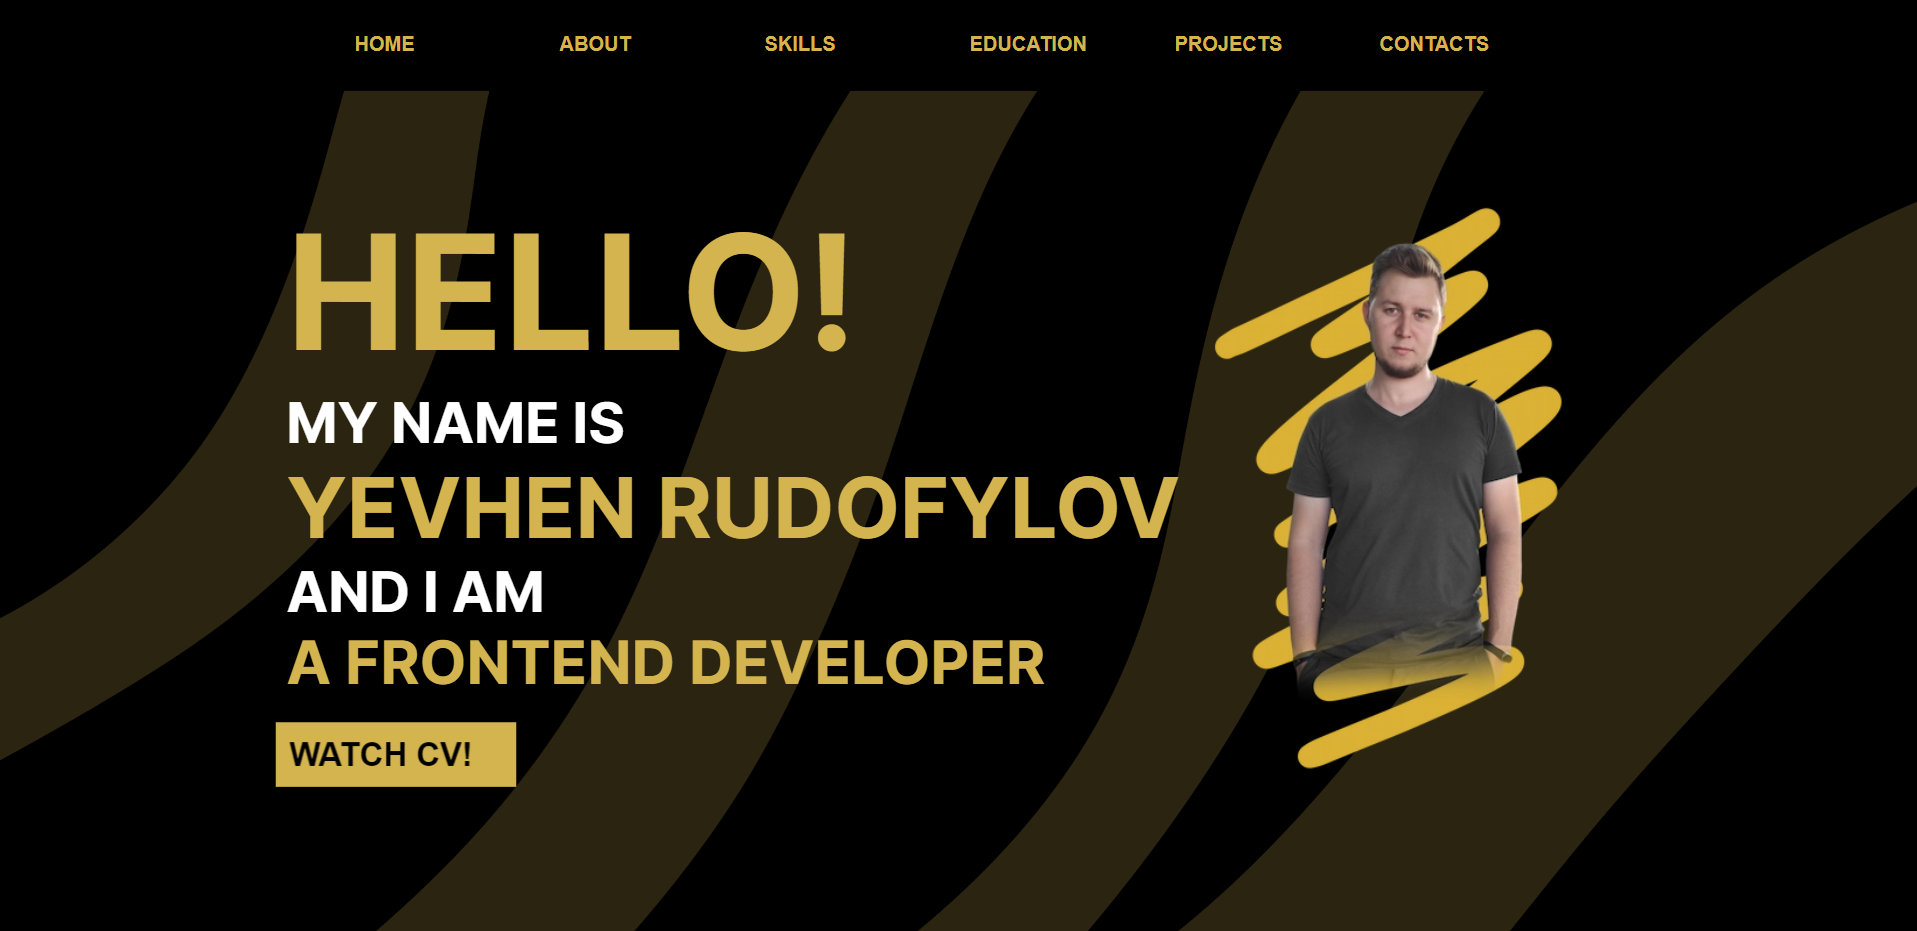 HOME ABOUT SKILLS EDUCATION PROJECTS CONTACTS
HELLO!
MY NAME IS
YEVHEN RUDOFYLOV
AND I AM
A FRONTEND DEVELOPER
WATCH CV!